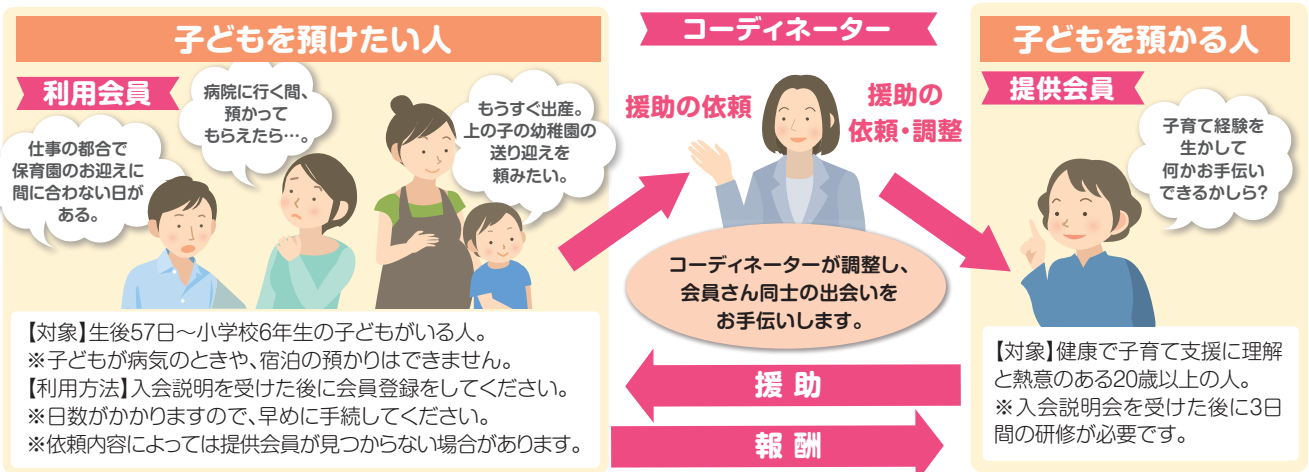 子どもを預けたい人
利用会員
仕事の都合で
保育園のお迎えに
間に合わない日が
ある。
病院に行く間、
預かって
もらえたら…。
もうすぐ出産。
上の子の幼稚園の
送り迎えを
頼みたい。
【対象】生後57日～小学校6年生の子どもがいる人。
※子どもが病気のときや、宿泊の預かりはできません。
【利用方法】入会説明を受けた後に会員登録をしてください。
※日数がかかりますので、早めに手続してください。
※依頼内容によっては提供会員が見つからない場合があります。
コーディネーター
援助の依頼
援助の
依頼・調整
コーディネーターが調整し、
会員さん同士の出会いを
お手伝いします。
援助
報酬
子どもを預かる人
提供会員
子育て経験を
生かして
何かお手伝い
できるかしら?
【対象】健康で子育て支援に理解
と熱意のある20歳以上の人。
※入会説明会を受けた後に3日
間の研修が必要です。